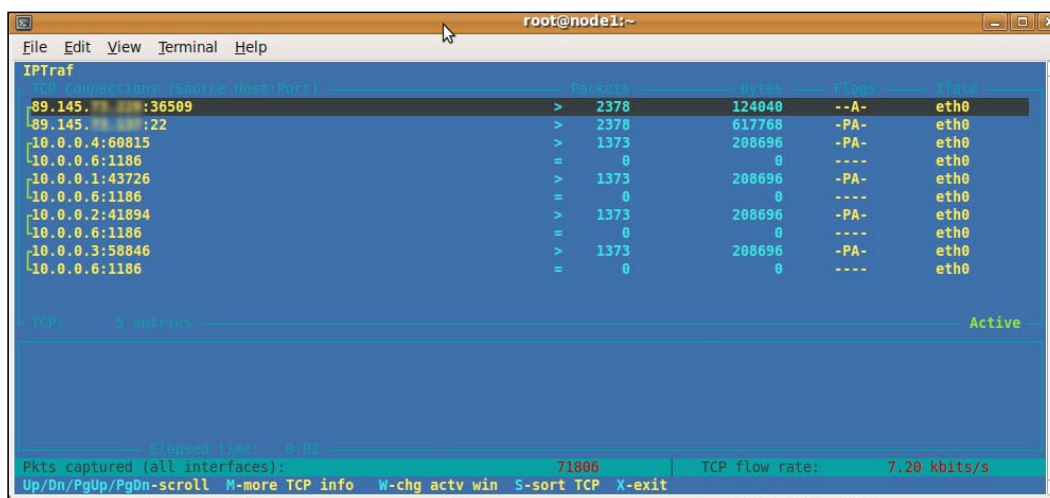 root@node1:~
File Edit View Terminal Help
IPTraf
TCP Connections (Source Host:Port) Packets Bytes Flags Iface
89.145. :36509 > 2378 124040 --A- eth0
89.145. :22 > 2378 617768 -PA- eth0
10.0.0.4:60815 > 1373 208696 -PA- eth0
10.0.0.6:1186 = 0 0 ---- eth0
10.0.0.1:43726 > 1373 208696 -PA- eth0
10.0.0.6:1186 = 0 0 ---- eth0
10.0.0.2:41894 > 1373 208696 -PA- eth0
10.0.0.6:1186 = 0 0 ---- eth0
10.0.0.3:58846 > 1373 208696 -PA- eth0
10.0.0.6:1186 = 0 0 ---- eth0
TCP: 5 entries Active
Elapsed time: 0:02
Pkts captured (all interfaces): 71806 TCP flow rate: 7.20 kbits/s
Up/Dn/PgUp/PgDn-scroll M-more TCP info W-chg actv win S-sort TCP X-exit